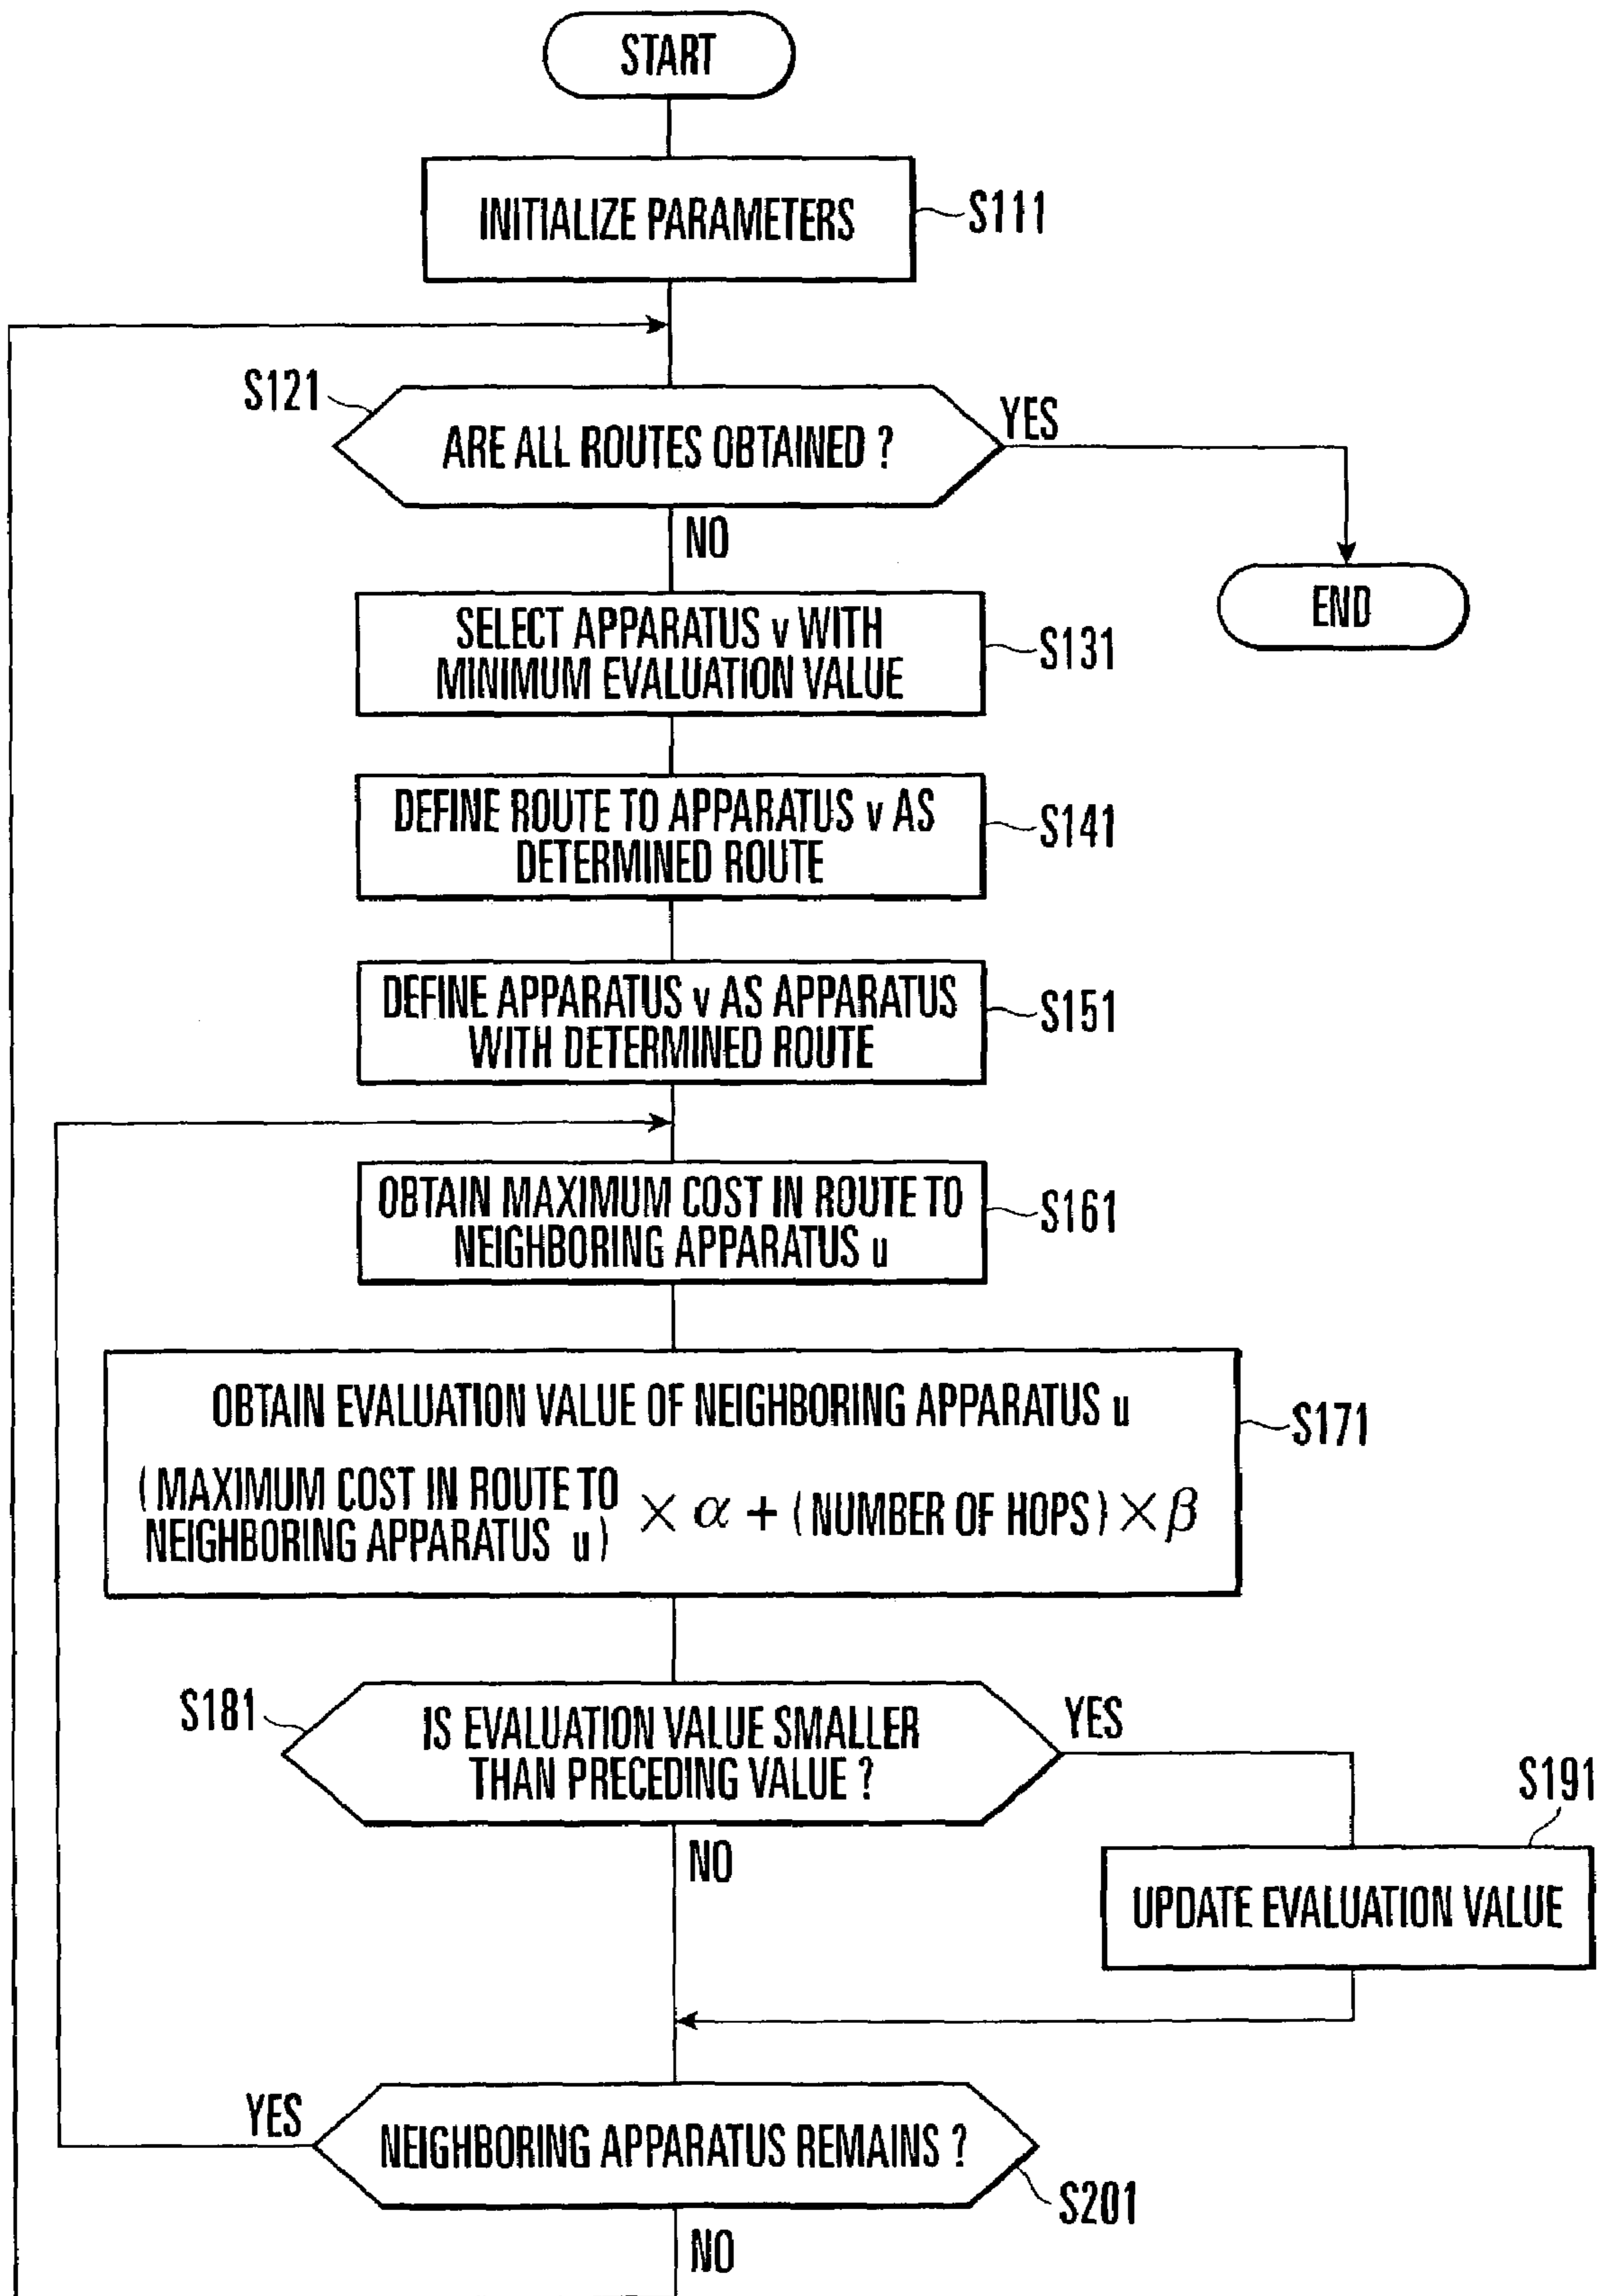 START
INITIALIZE PARAMETERS
S111
S121
ARE ALL ROUTES OBTAINED ?
YES
NO
END
SELECT APPARATUS v WITH
MINIMUM EVALUATION VALUE
S131
DEFINE ROUTE TO APPARATUS v AS
DETERMINED ROUTE
S141
DEFINE APPARATUS v AS APPARATUS
WITH DETERMINED ROUTE
S151
OBTAIN MAXIMUM COST IN ROUTE TO
NEIGHBORING APPARATUS u
S161
OBTAIN EVALUATION VALUE OF NEIGHBORING APPARATUS u
(MAXIMUM COST IN ROUTE TO
NEIGHBORING APPARATUS u) × α + (NUMBER OF HOPS) × β
S171
S181
IS EVALUATION VALUE SMALLER
THAN PRECEDING VALUE ?
YES
NO
S191
UPDATE EVALUATION VALUE
YES
NEIGHBORING APPARATUS REMAINS ?
S201
NO